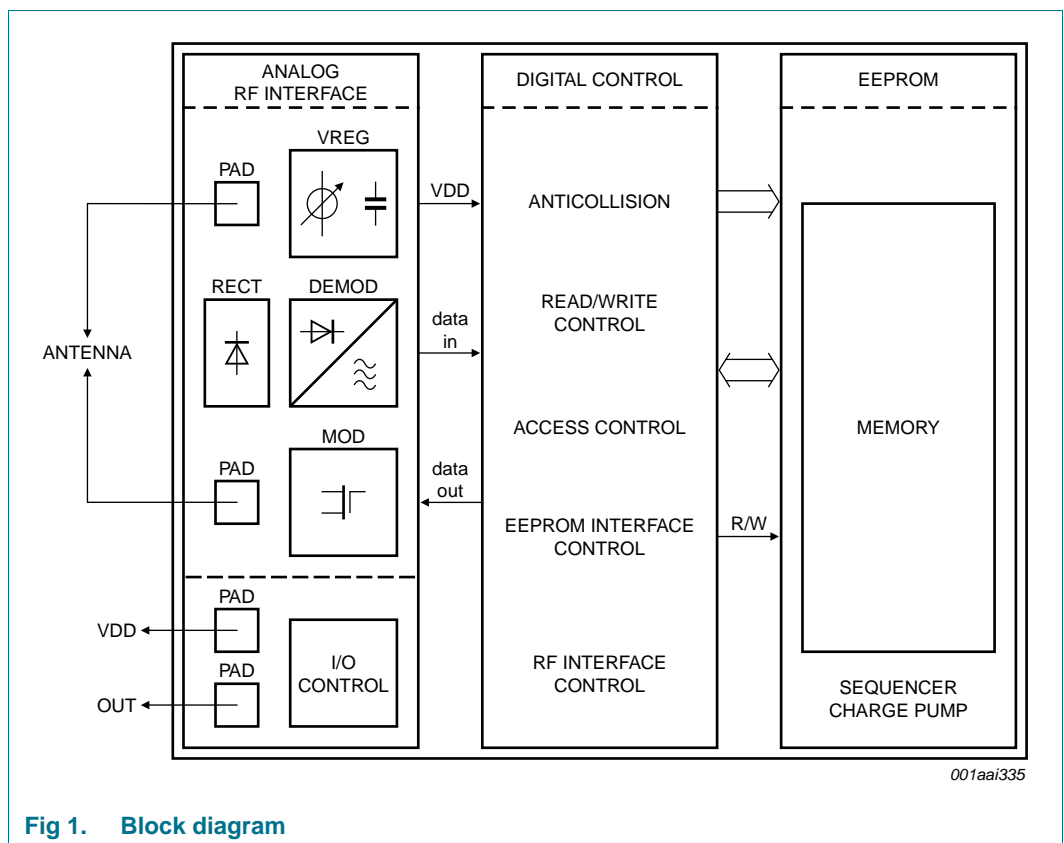 ANALOG
RF INTERFACE
VREG
PAD
RECT
DEMOD
MOD
PAD
PAD
PAD
I/O
CONTROL
ANTENNA
VDD
OUT
VDD
data
in
data
out
DIGITAL CONTROL
ANTICOLLISION
READ/WRITE
CONTROL
ACCESS CONTROL
EEPROM INTERFACE
CONTROL
RF INTERFACE
CONTROL
R/W
EEPROM
MEMORY
SEQUENCER
CHARGE PUMP
001aai335
Fig 1. Block diagram